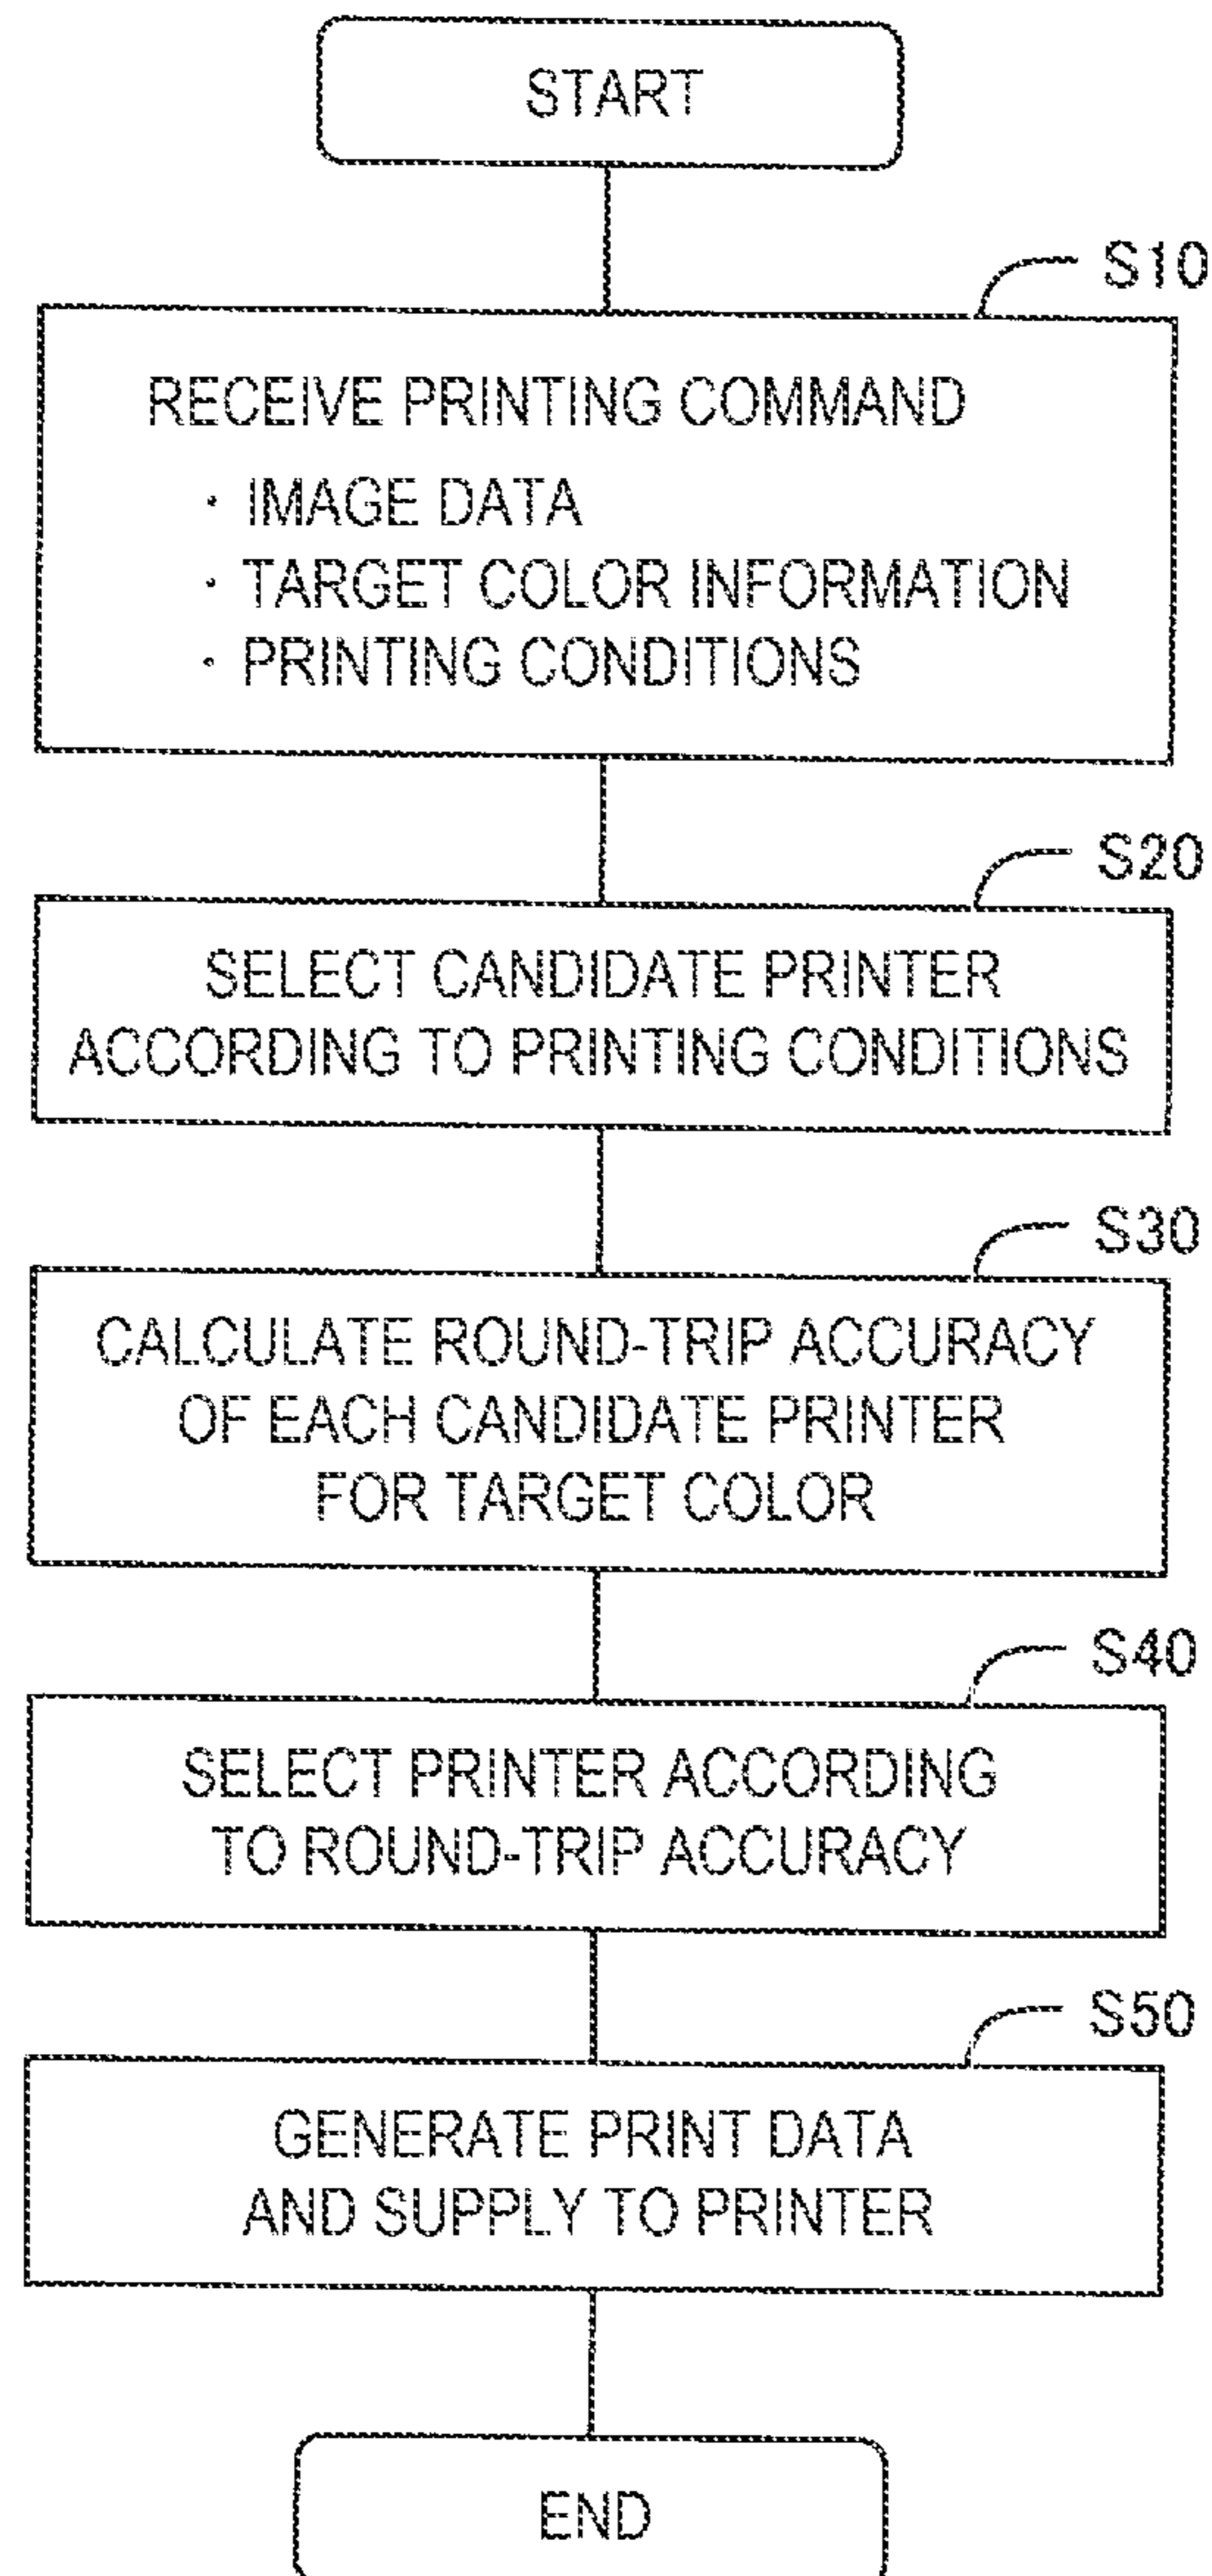 START
S10
RECEIVE PRINTING COMMAND
· IMAGE DATA
· TARGET COLOR INFORMATION
· PRINTING CONDITIONS
S20
SELECT CANDIDATE PRINTER
ACCORDING TO PRINTING CONDITIONS
S30
CALCULATE ROUND-TRIP ACCURACY
OF EACH CANDIDATE PRINTER
FOR TARGET COLOR
S40
SELECT PRINTER ACCORDING
TO ROUND-TRIP ACCURACY
S50
GENERATE PRINT DATA
AND SUPPLY TO PRINTER
END